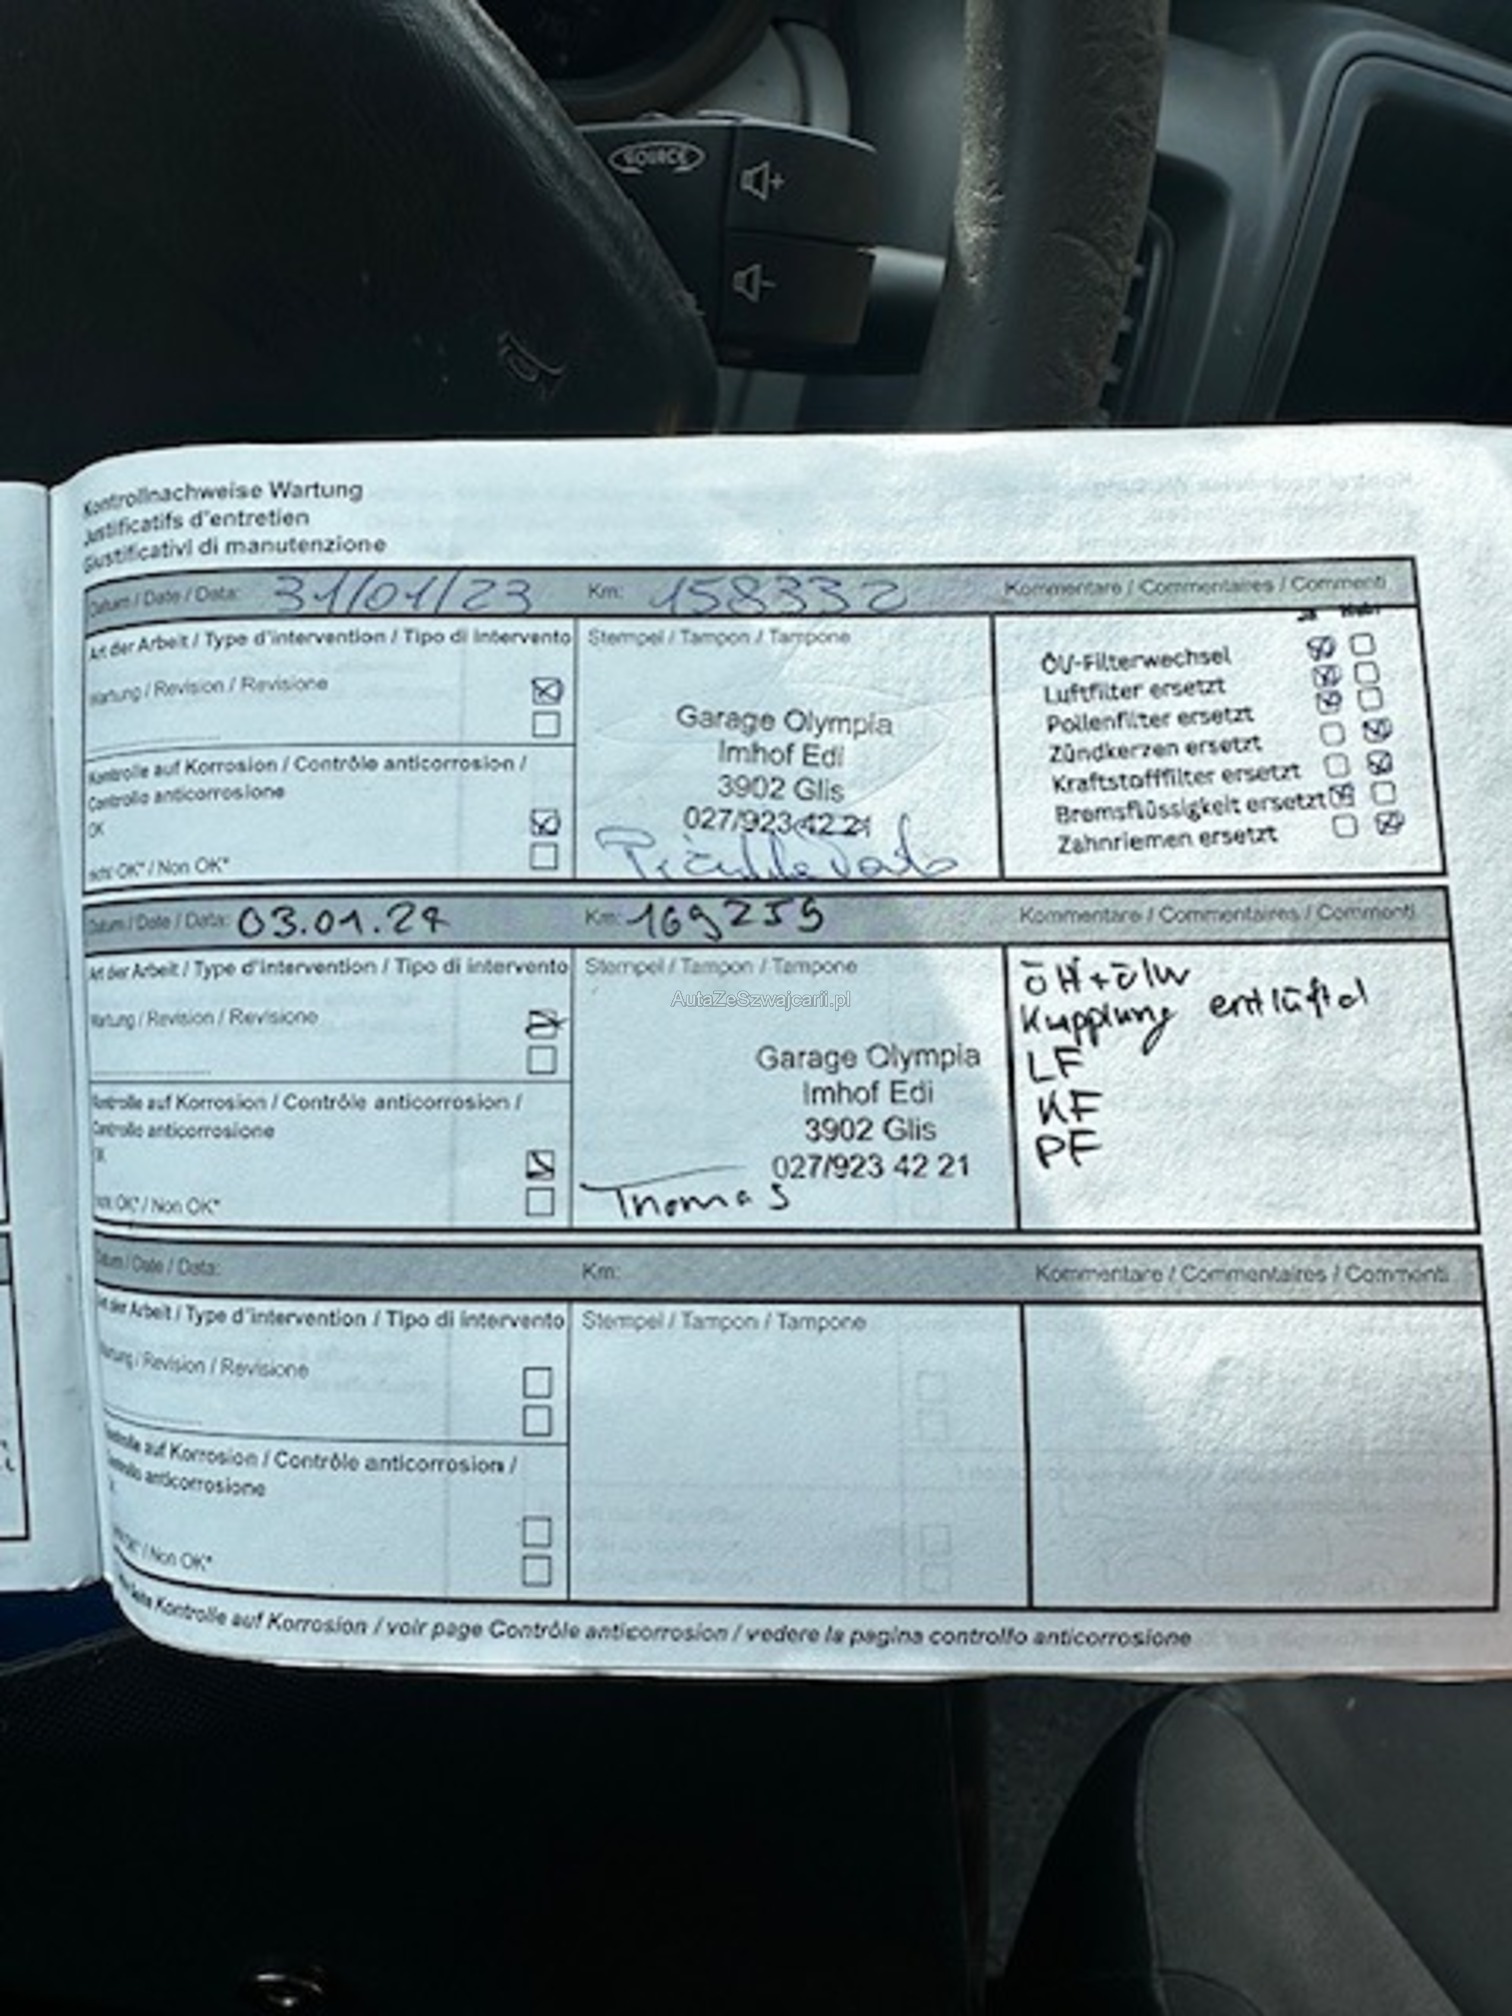 SOURCE
Kontrollnachweise Wartung
Justificatifs d'entretien
Giustificativi di manutenzione
Datum / Date / Data: 31/01/23 Km: 158332 Kommentare / Commentaires / Commenti
Art der Arbeit / Type d'intervention / Tipo di intervento
Wartung / Revision / Revisione
Kontrolle auf Korrosion / Contrôle anticorrosion /
Controllo anticorrosione
OK
nicht OK* / Non OK*
Stempel / Tampon / Tampone
Garage Olympia
Imhof Edi
3902 Glis
027/923 42 21
Öl/-Filterwechsel
Luftfilter ersetzt
Pollenfilter ersetzt
Zündkerzen ersetzt
Kraftstofffilter ersetzt
Bremsflüssigkeit ersetzt
Zahnriemen ersetzt
Datum / Date / Data: 03.01.24 Km: 169259 Kommentare / Commentaires / Commenti
Art der Arbeit / Type d'intervention / Tipo di intervento
Wartung / Revision / Revisione
Kontrolle auf Korrosion / Contrôle anticorrosion /
Controllo anticorrosione
nicht OK* / Non OK*
Stempel / Tampon / Tampone
AutaZeSzwajcarii.pl
Garage Olympia
Imhof Edi
3902 Glis
027/923 42 21
Thomas
Kupplung entlüftet
LF
KF
PF
Datum / Date / Data: Km: Kommentare / Commentaires / Commenti
Art der Arbeit / Type d'intervention / Tipo di intervento
Wartung / Revision / Revisione
Kontrolle auf Korrosion / Contrôle anticorrosion /
Controllo anticorrosione
nicht OK* / Non OK*
Stempel / Tampon / Tampone
Kontrolle auf Korrosion / voir page Contrôle anticorrosion / vedere la pagina controllo anticorrosione